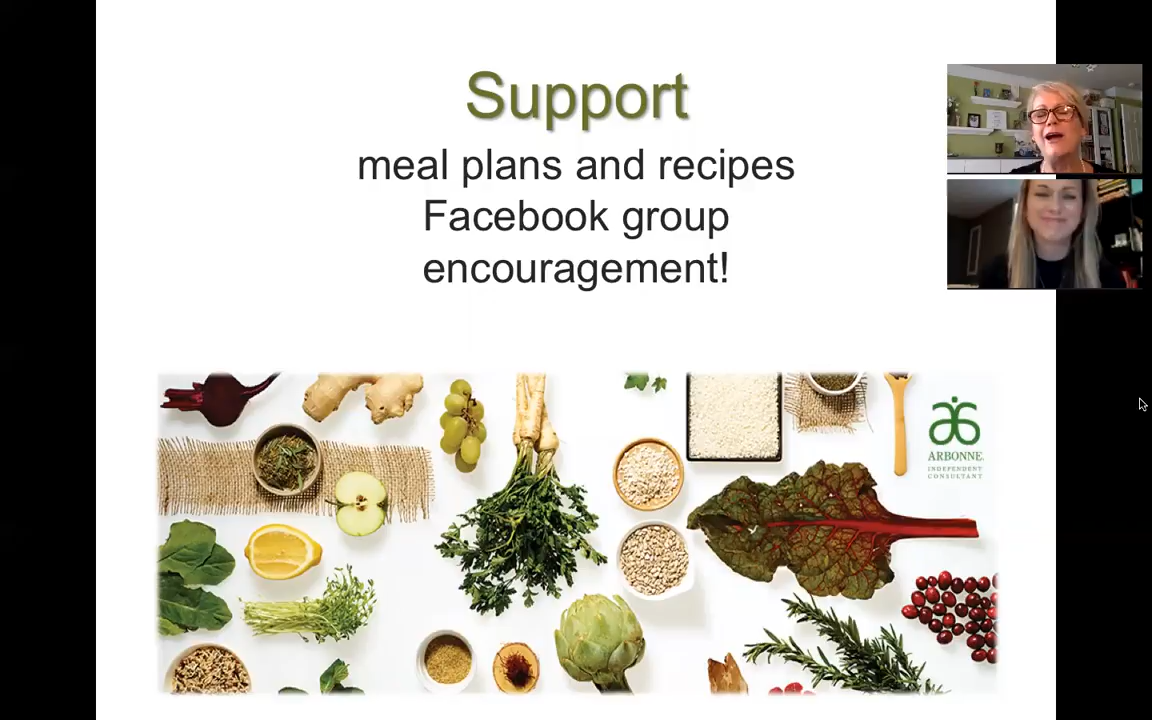 Support
meal plans and recipes
Facebook group
encouragement!
ARBONNE
INDEPENDENT
CONSULTANT